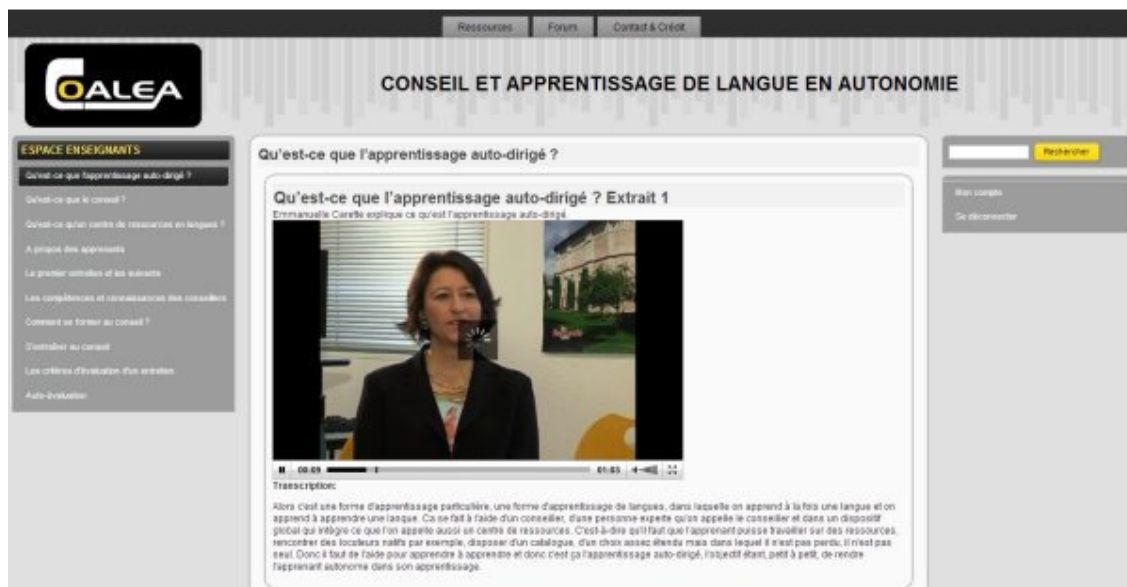 Ressources
Forum
Contact & Crédit
COALEA
CONSEIL ET APPRENTISSAGE DE LANGUE EN AUTONOMIE
ESPACE ENSEIGNANTS
Qu'est-ce que l'apprentissage auto-dirigé ?
Qu'est-ce que le conseil ?
Qu'est-ce qu'un centre de ressources en langues ?
A propos des apprenants
Le premier entretien et les suivants
Les compétences et connaissances des conseillers
Comment se former au conseil ?
S'entraîner au conseil
Les critères d'évaluation d'un entretien
Auto-évaluation
Qu'est-ce que l'apprentissage auto-dirigé ?
Qu'est-ce que l'apprentissage auto-dirigé ? Extrait 1
Emmanuelle Carette explique ce qu'est l'apprentissage auto-dirigé.
00:09
01:03
Transcription:
Alors c'est une forme d'apprentissage particulière, une forme d'apprentissage de langues, dans laquelle on apprend à la fois une langue et on
apprend à apprendre une langue. Ca se fait à l'aide d'un conseiller, d'une personne experte qu'on appelle le conseiller et dans un dispositif
global qui intègre ce que l'on appelle aussi un centre de ressources. C'est-à-dire qu'il faut que l'apprenant puisse travailler sur des ressources,
rencontrer des locuteurs natifs par exemple, disposer d'un catalogue, d'un choix assez étendu mais dans lequel il n'est pas perdu, il n'est pas
seul. Donc il faut de l'aide pour apprendre à apprendre et donc c'est ça l'apprentissage auto-dirigé, l'objectif étant, petit à petit, de rendre
l'apprenant autonome dans son apprentissage.
Rechercher
Mon compte
Se déconnecter